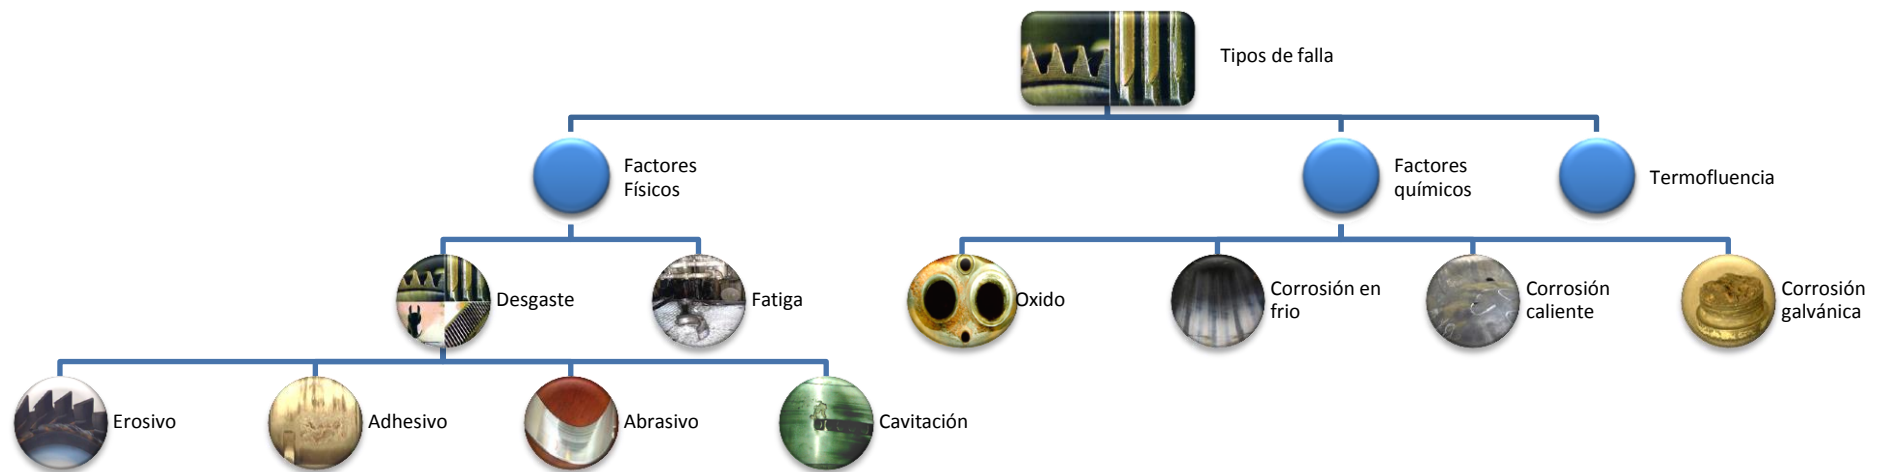 Tipos de falla
Factores
Físicos
Factores
químicos
Termofluencia
Desgaste
Fatiga
Oxido
Corrosión en
frio
Corrosión
caliente
Corrosión
galvánica
Erosivo
Adhesivo
Abrasivo
Cavitación